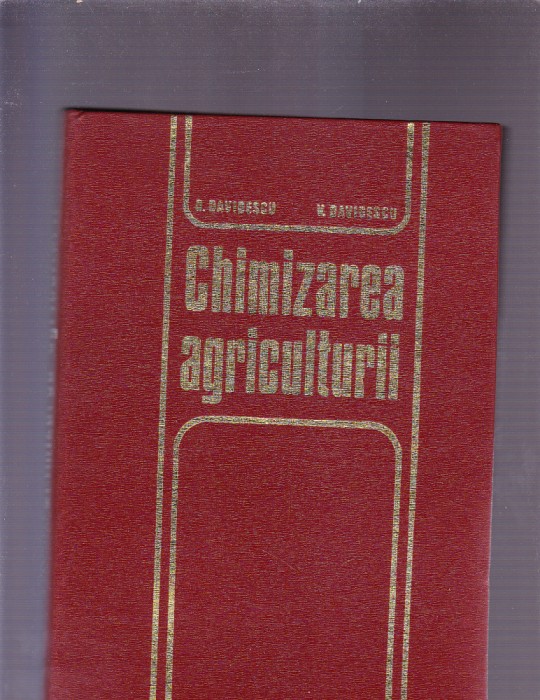 D. DAVIDESCU V. DAVIDESCU
Chimizarea
agriculturii